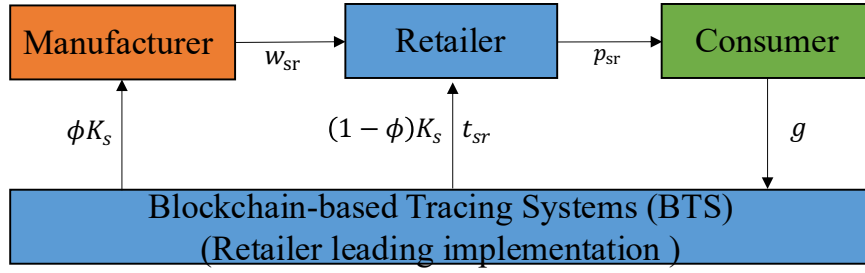 Manufacturer
w_sr
Retailer
p_sr
Consumer
ϕK_s
(1 − ϕ)K_s
t_sr
g
Blockchain-based Tracing Systems (BTS)
(Retailer leading implementation )